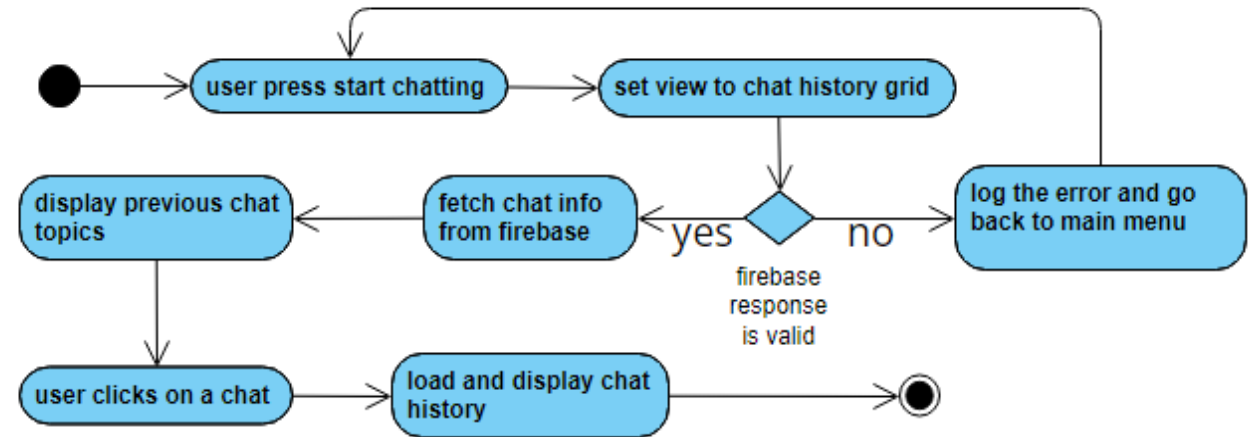 user press start chatting
set view to chat history grid
display previous chat
topics
fetch chat info
from firebase
yes
no
log the error and go
back to main menu
firebase
response
is valid
user clicks on a chat
load and display chat
history